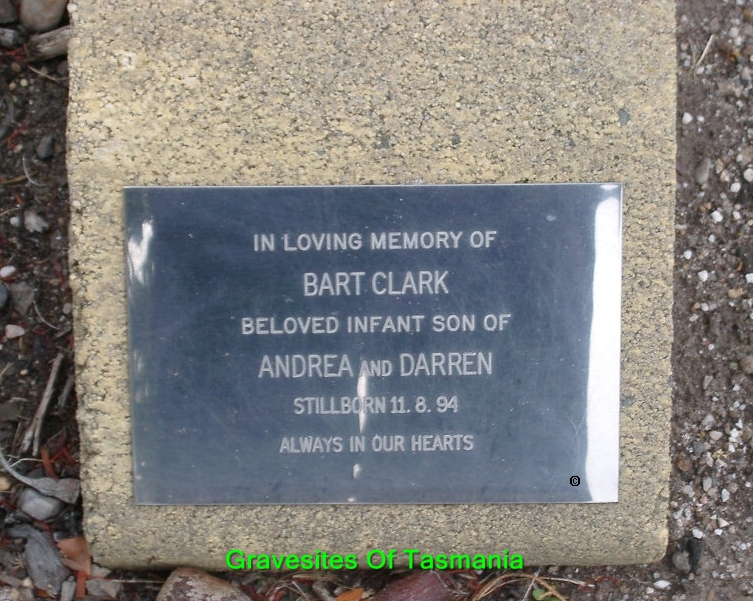 IN LOVING MEMORY OF
BART CLARK
BELOVED INFANT SON OF
ANDREA AND DARREN
STILLBORN 11. 8. 94
ALWAYS IN OUR HEARTS
©
Gravesites Of Tasmania